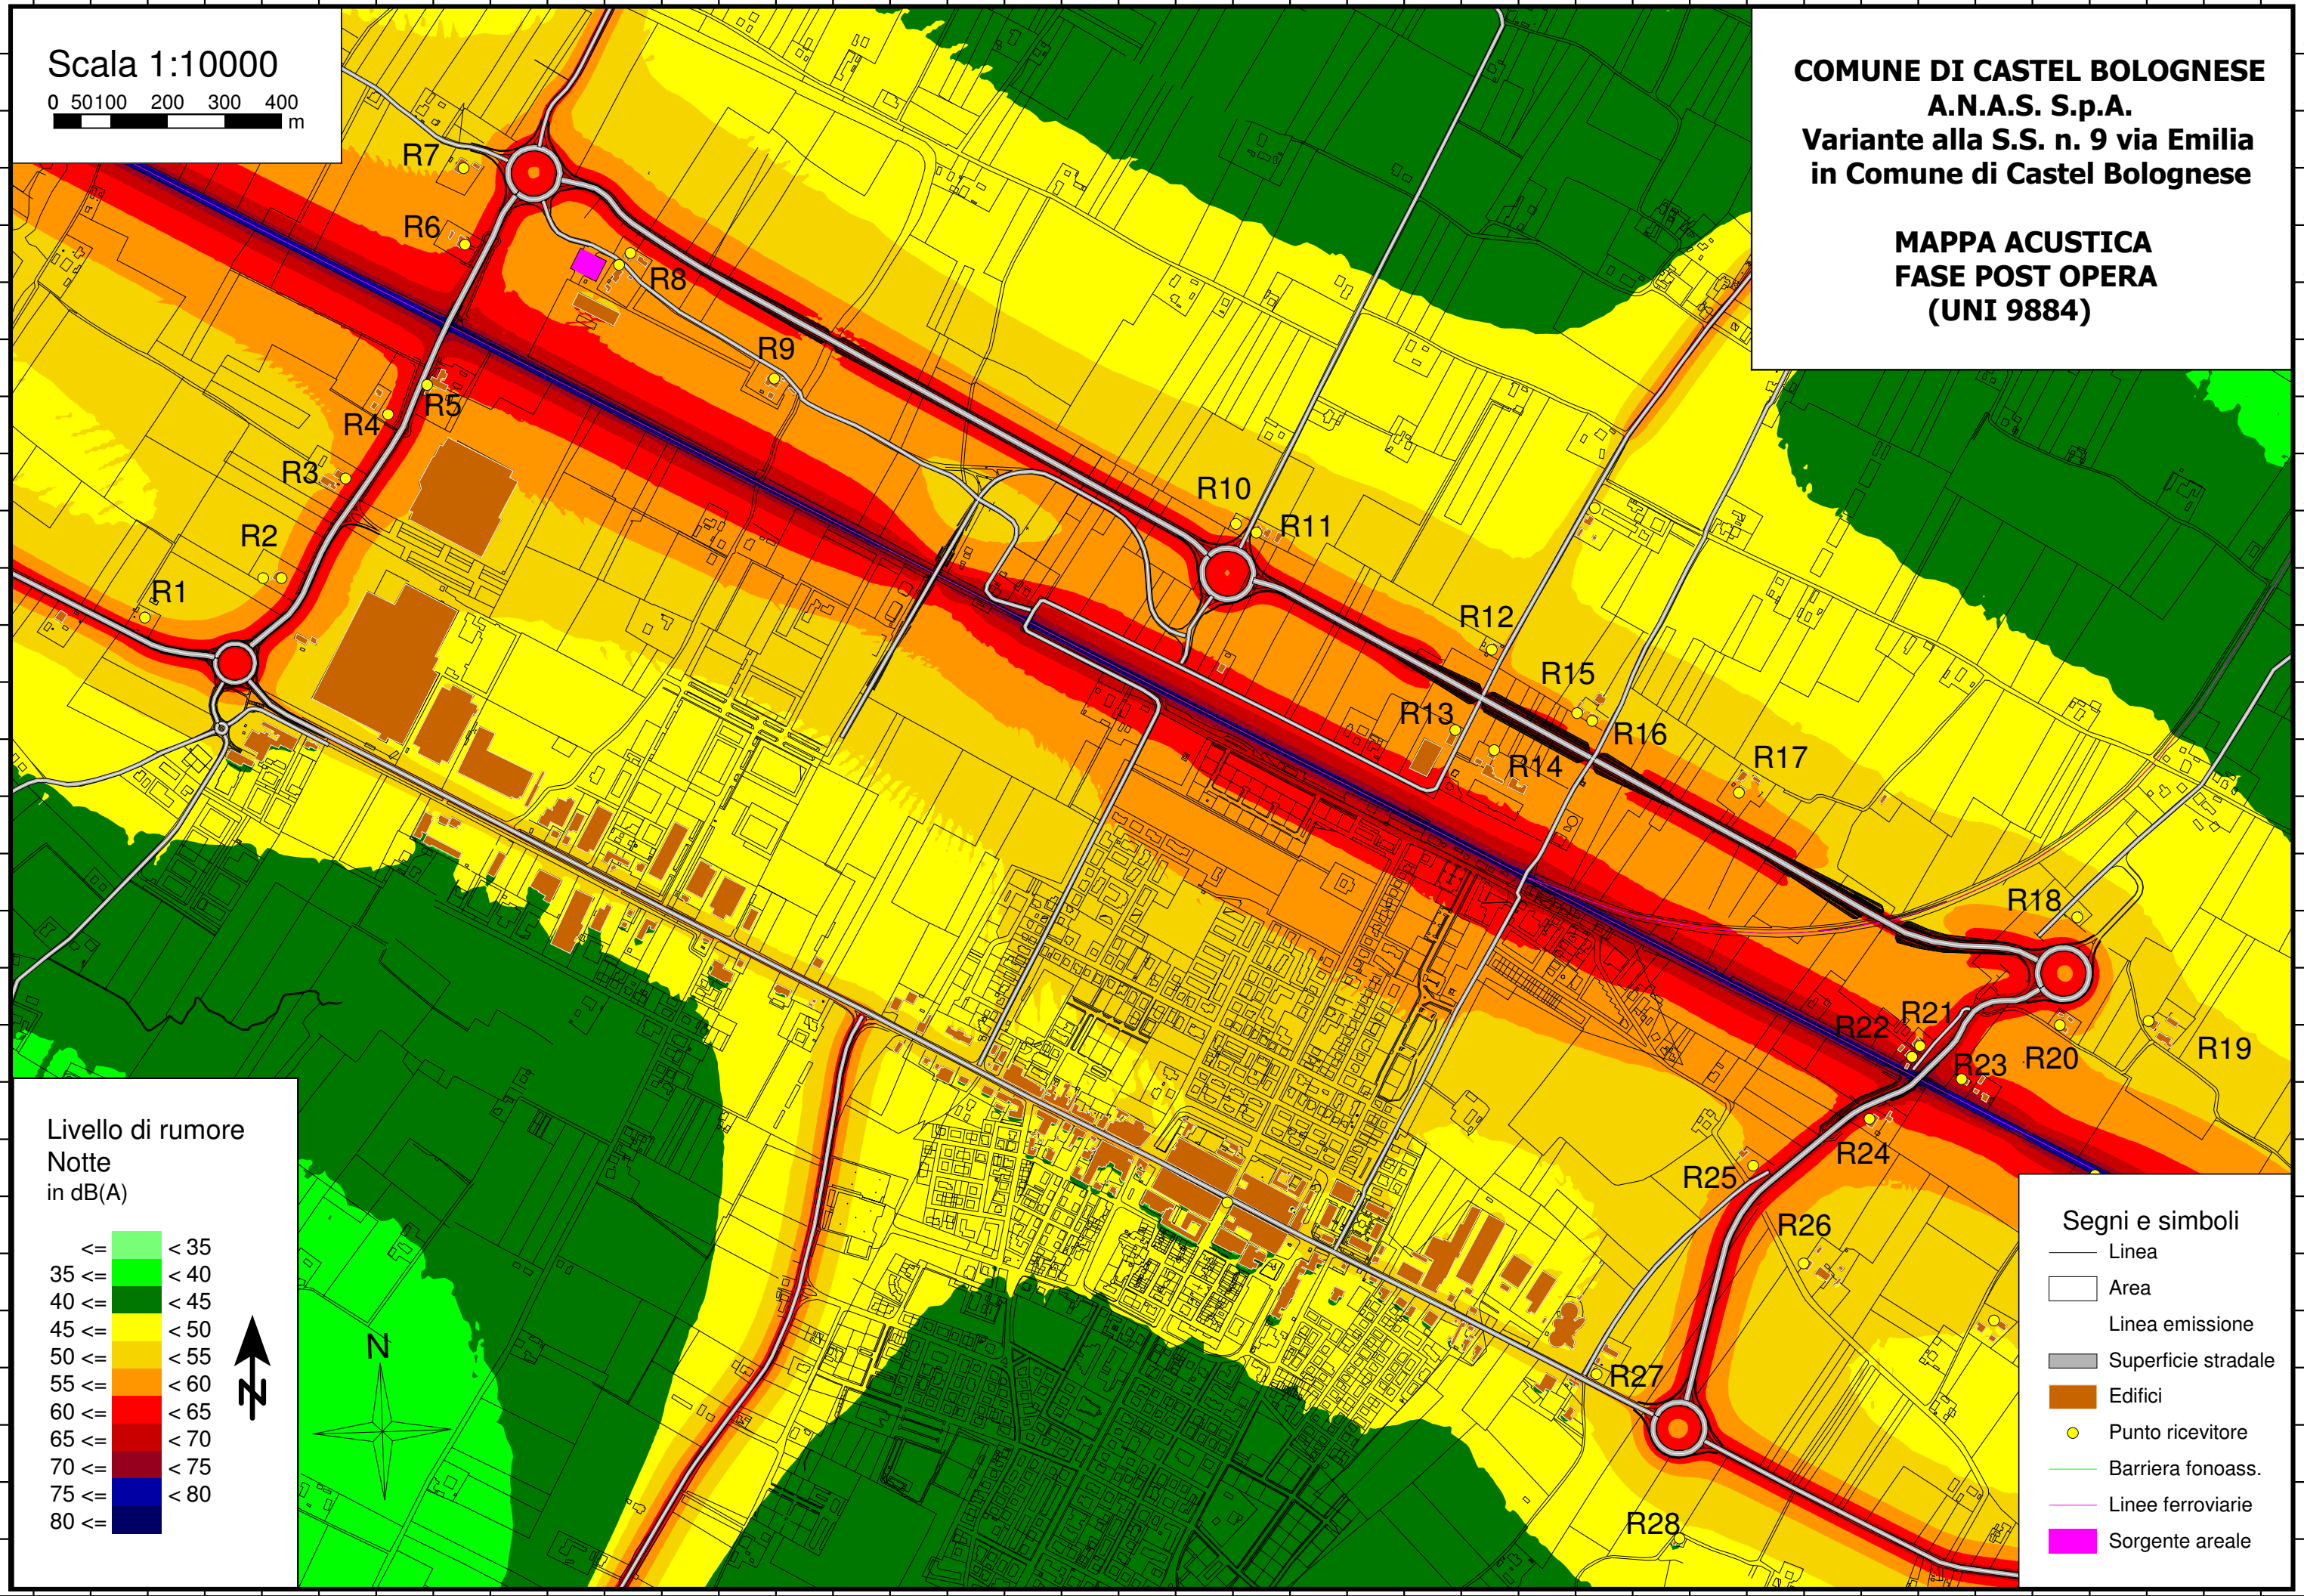 Scala 1:10000
0 50 100 200 300 400
m
COMUNE DI CASTEL BOLOGNESE
A.N.A.S. S.p.A.
Variante alla S.S. n. 9 via Emilia
in Comune di Castel Bolognese
MAPPA ACUSTICA
FASE POST OPERA
(UNI 9884)
R7
R6
R8
R9
R5
R4
R3
R2
R1
R10
R11
R12
R13
R14
R15
R16
R17
R18
R19
R20
R21
R22
R23
R24
R25
R26
R27
R28
Livello di rumore
Notte
in dB(A)
<= < 35
35 <= < 40
40 <= < 45
45 <= < 50
50 <= < 55
55 <= < 60
60 <= < 65
65 <= < 70
70 <= < 75
75 <= < 80
80 <=
N
N
Segni e simboli
Linea
Area
Linea emissione
Superficie stradale
Edifici
Punto ricevitore
Barriera fonoass.
Linee ferroviarie
Sorgente areale